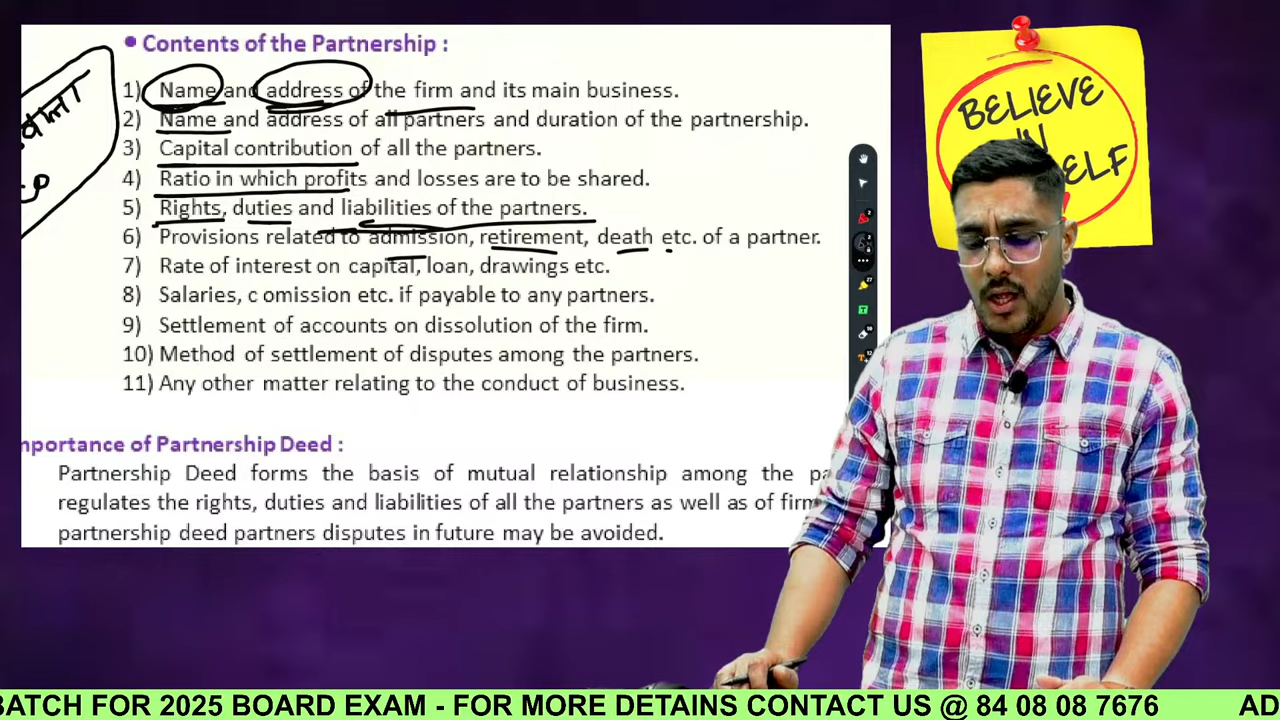 • Contents of the Partnership :
1) Name and address of the firm and its main business.
2) Name and address of all partners and duration of the partnership.
3) Capital contribution of all the partners.
4) Ratio in which profits and losses are to be shared.
5) Rights, duties and liabilities of the partners.
6) Provisions related to admission, retirement, death etc. of a partner.
7) Rate of interest on capital, loan, drawings etc.
8) Salaries, c omission etc. if payable to any partners.
9) Settlement of accounts on dissolution of the firm.
10) Method of settlement of disputes among the partners.
11) Any other matter relating to the conduct of business.
mportance of Partnership Deed :
Partnership Deed forms the basis of mutual relationship among the pa
regulates the rights, duties and liabilities of all the partners as well as of firm
partnership deed partners disputes in future may be avoided.
BELIEVE
IN
ELF
BATCH FOR 2025 BOARD EXAM - FOR MORE DETAINS CONTACT US @ 84 08 08 7676 AD